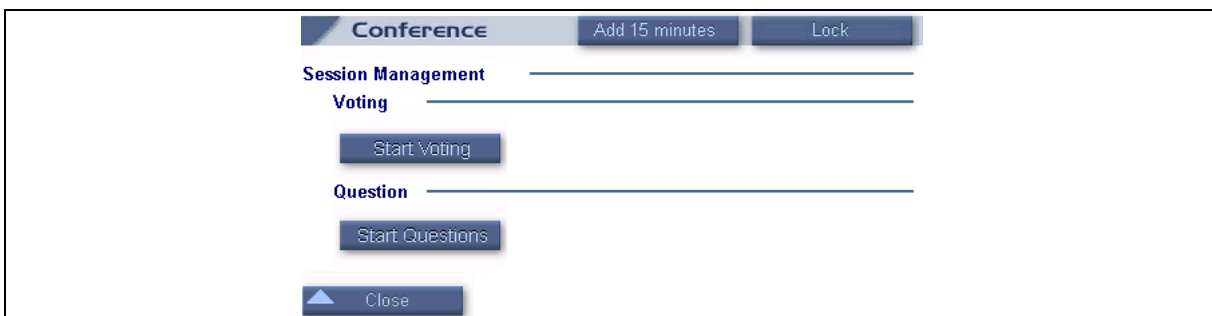 Conference Add 15 minutes Lock
Session Management
Voting
Start Voting
Question
Start Questions
Close